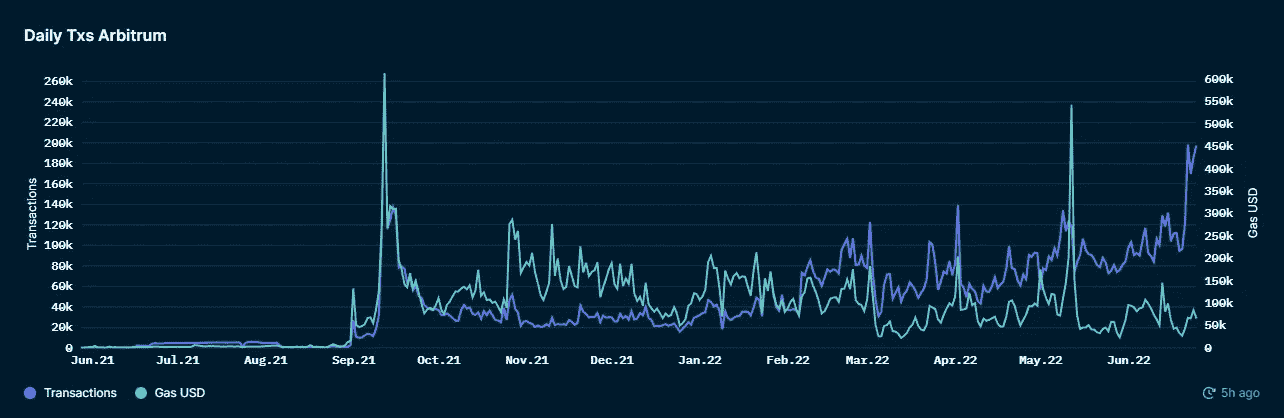 Daily Txs Arbitrum
Transactions
260k
240k
220k
200k
180k
160k
140k
120k
100k
80k
60k
40k
20k
0
600k
550k
500k
450k
400k
350k
300k
250k
200k
150k
100k
50k
0
Gas USD
Jun.21 Jul.21 Aug.21 Sep.21 Oct.21 Nov.21 Dec.21 Jan.22 Feb.22 Mar.22 Apr.22 May.22 Jun.22
Transactions Gas USD 5h ago